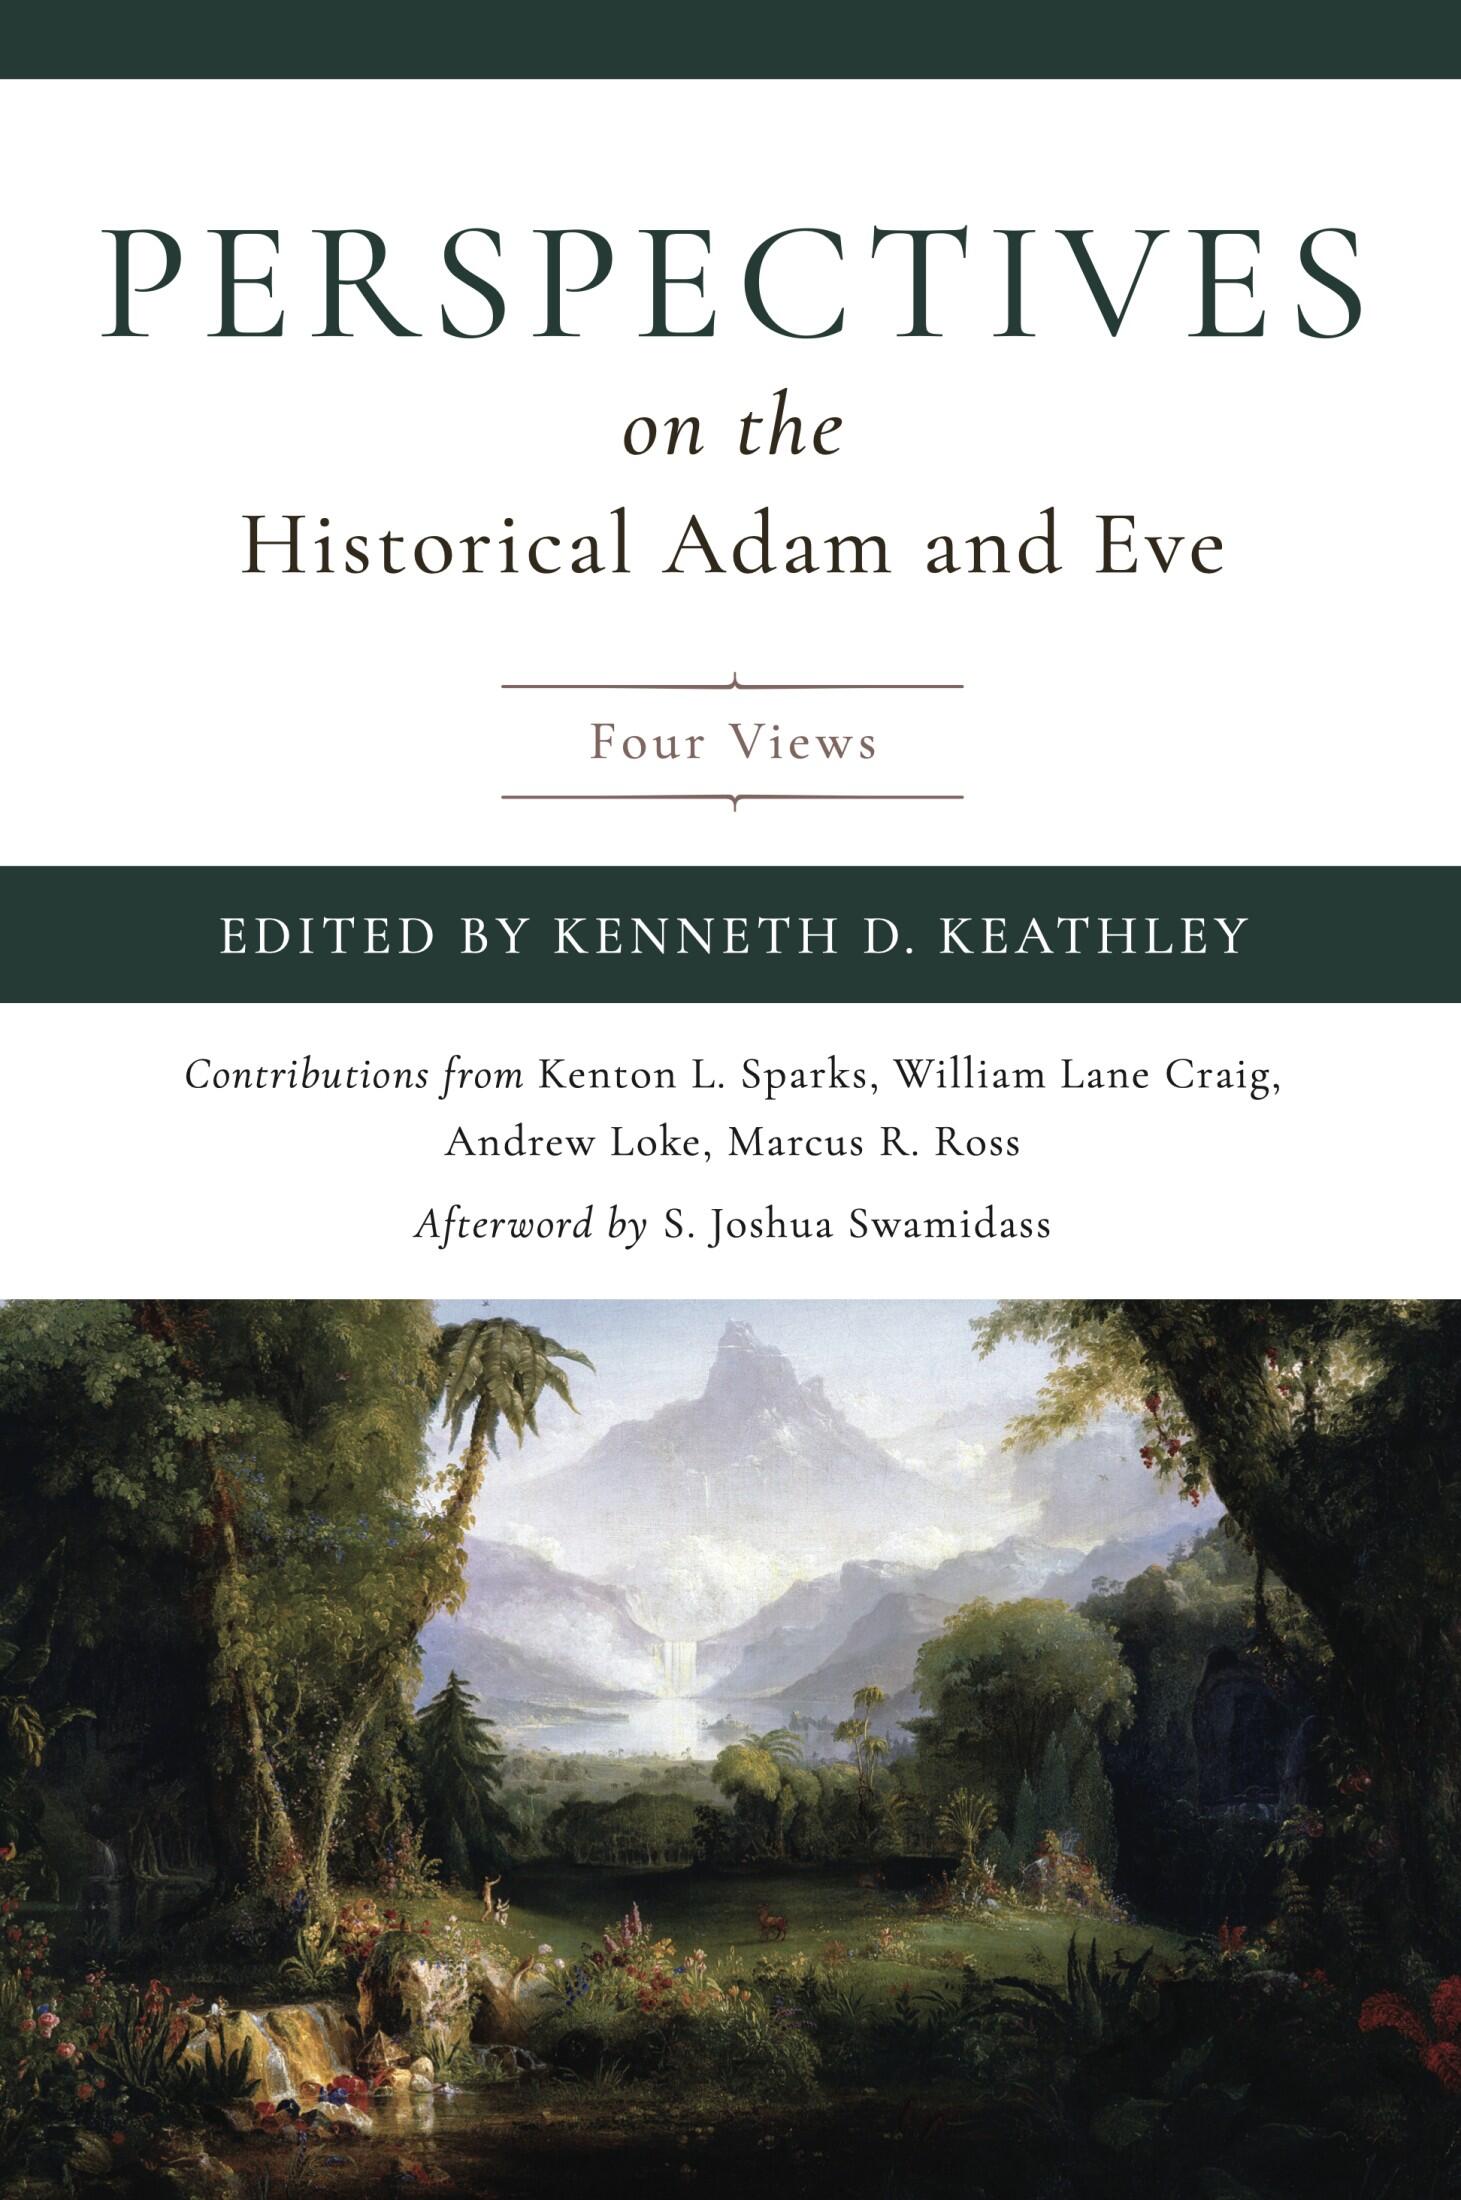 PERSPECTIVES
on the
Historical Adam and Eve
Four Views
EDITED BY KENNETH D. KEATHLEY
Contributions from Kenton L. Sparks, William Lane Craig,
Andrew Loke, Marcus R. Ross
Afterword by S. Joshua Swamidass